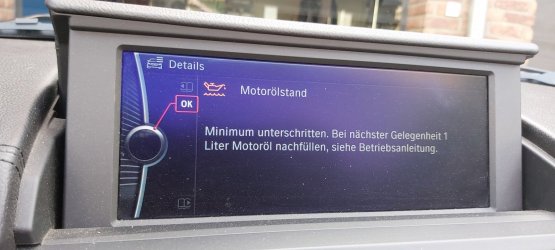 Details
OK
Motorölstand
Minimum unterschritten. Bei nächster Gelegenheit 1
Liter Motoröl nachfüllen, siehe Betriebsanleitung.